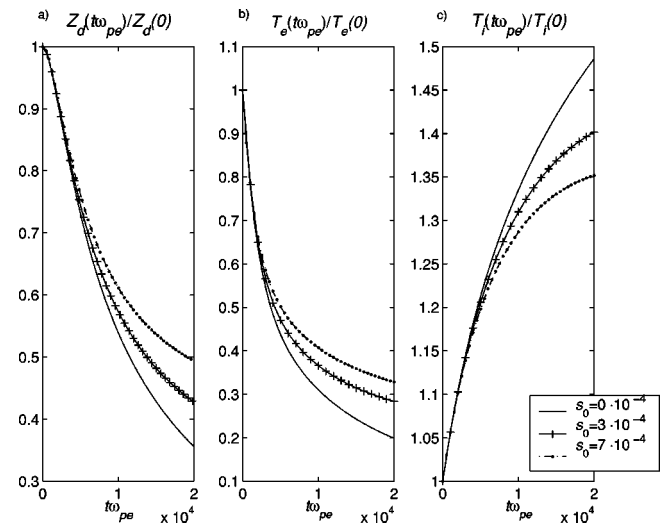 a) Z_d(tω_pe)/Z_d(0)
b) T_e(tω_pe)/T_e(0)
c) T_i(tω_pe)/T_i(0)
1
0.9
0.8
0.7
0.6
0.5
0.4
0.3
0 1 2
tω_pe × 10^4
1.1
1
0.9
0.8
0.7
0.6
0.5
0.4
0.3
0.2
0.1
0 1 2
tω_pe × 10^4
1.5
1.45
1.4
1.35
1.3
1.25
1.2
1.15
1.1
1.05
1
0 1 2
tω_pe × 10^4
s_0=0 ·10^-4
s_0=3 ·10^-4
s_0=7 ·10^-4